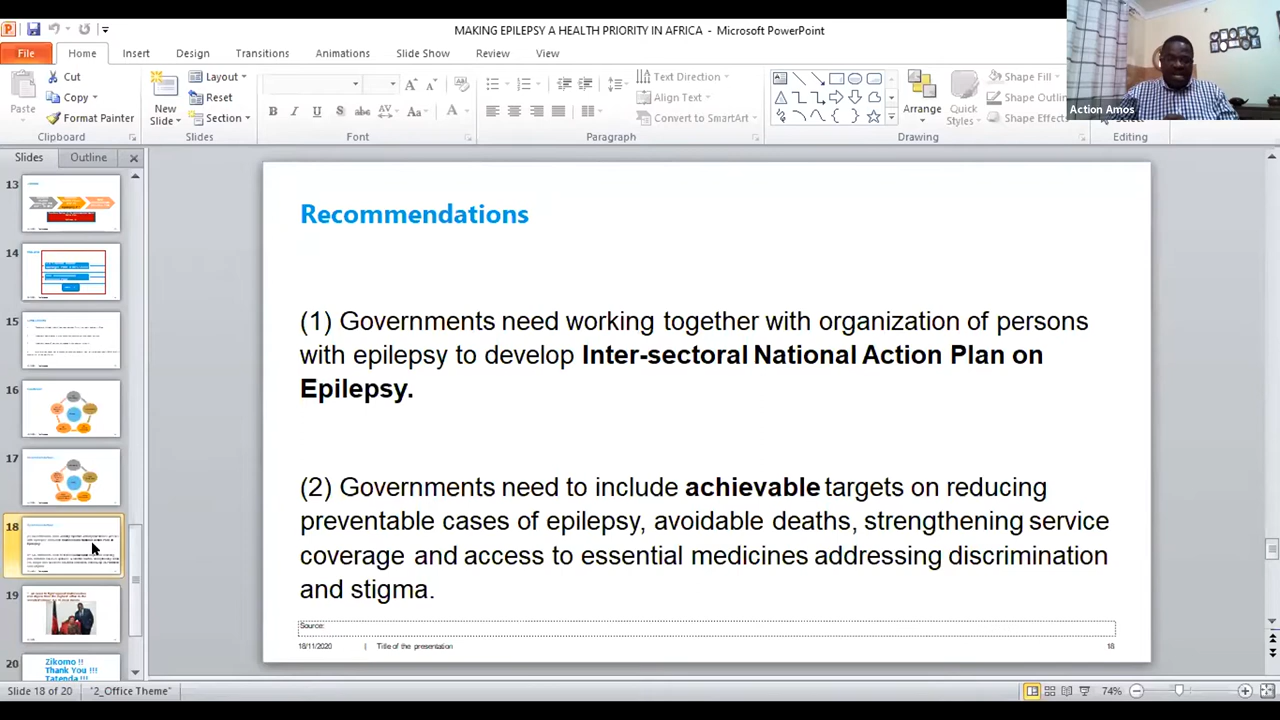 MAKING EPILEPSY A HEALTH PRIORITY IN AFRICA - Microsoft PowerPoint
File Home Insert Design Transitions Animations Slide Show Review View
Cut
Copy
Format Painter
Paste
Clipboard
New
Slide
Layout
Reset
Section
Slides
Font
Text Direction
Align Text
Convert to SmartArt
Paragraph
Arrange
Quick
Styles
Shape Fill
Shape Outlin
Shape Effects
Drawing
Editing
Action Amos
Slides Outline
13
14
15
16
17
18
19
20
Zikomo !!
Thank You !!!
Tatenda !!!
Recommendations
(1) Governments need working together with organization of persons
with epilepsy to develop Inter-sectoral National Action Plan on
Epilepsy.
(2) Governments need to include achievable targets on reducing
preventable cases of epilepsy, avoidable deaths, strengthening service
coverage and access to essential medicines addressing discrimination
and stigma.
Source:
18/11/2020 | Title of the presentation 18
Slide 18 of 20 "2_Office Theme" 74%